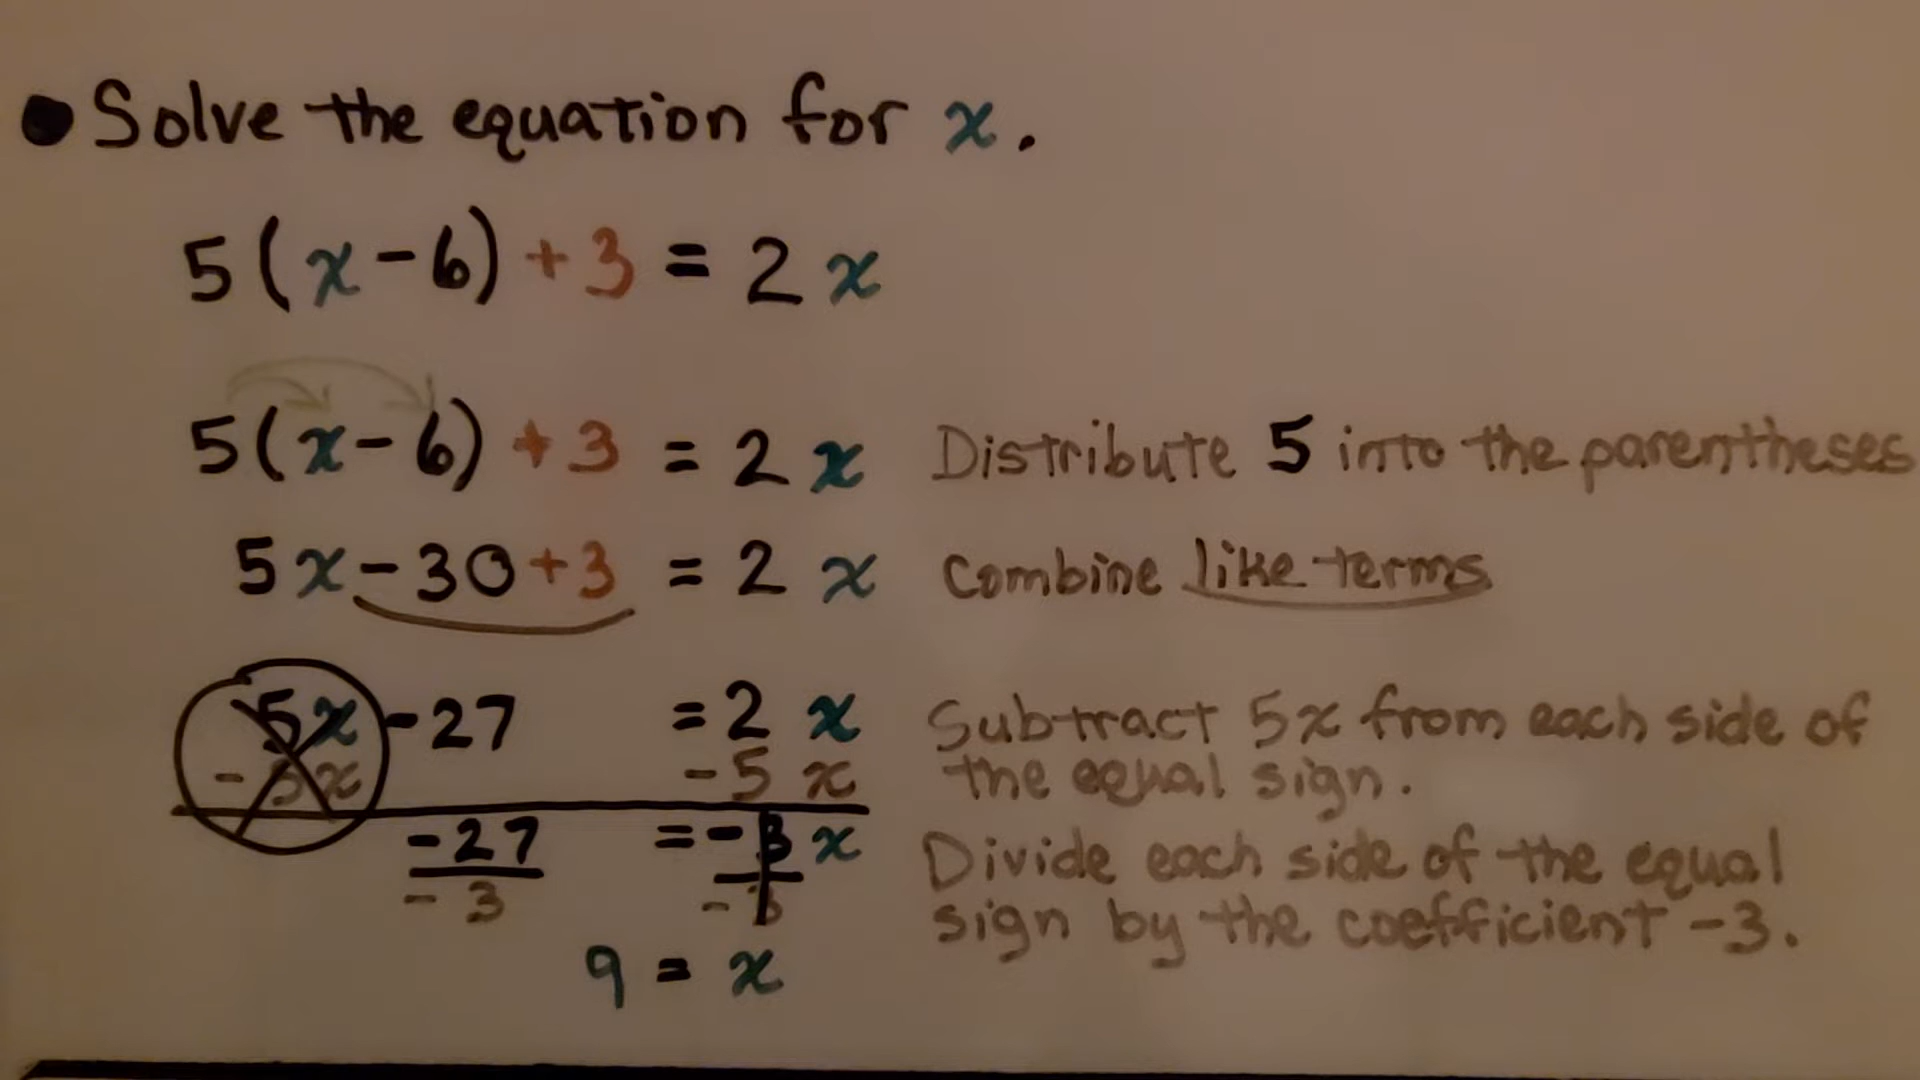 ● Solve the equation for x.
5(x-6)+3=2x
5(x-6)+3 = 2x Distribute 5 into the parentheses
5x-30+3 = 2x Combine like terms
5x-27 =2x Subtract 5x from each side of
-5x -5x the equal sign.
-27 =-3x Divide each side of the equal
-3 -3 sign by the coefficient -3.
9 = x